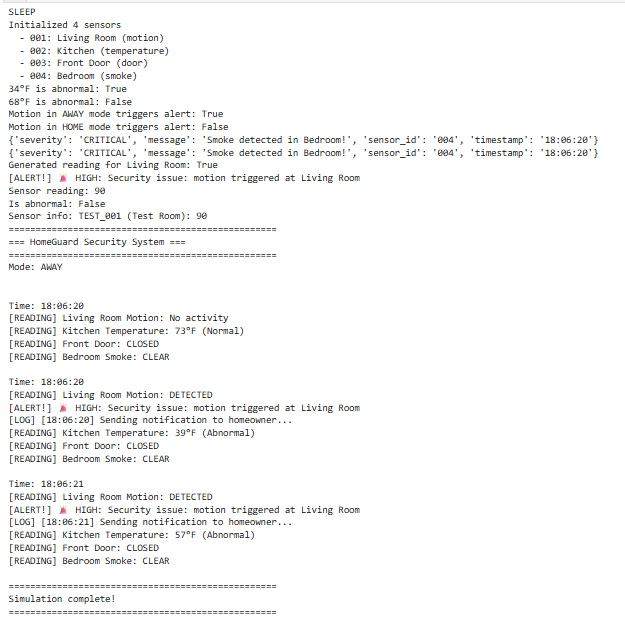 SLEEP
Initialized 4 sensors
- 001: Living Room (motion)
- 002: Kitchen (temperature)
- 003: Front Door (door)
- 004: Bedroom (smoke)
34°F is abnormal: True
68°F is abnormal: False
Motion in AWAY mode triggers alert: True
Motion in HOME mode triggers alert: False
{'severity': 'CRITICAL', 'message': 'Smoke detected in Bedroom!', 'sensor_id': '004', 'timestamp': '18:06:20'}
{'severity': 'CRITICAL', 'message': 'Smoke detected in Bedroom!', 'sensor_id': '004', 'timestamp': '18:06:20'}
Generated reading for Living Room: True
[ALERT!] 🚨 HIGH: Security issue: motion triggered at Living Room
Sensor reading: 90
Is abnormal: False
Sensor info: TEST_001 (Test Room): 90
==================================================
=== HomeGuard Security System ===
==================================================
Mode: AWAY
Time: 18:06:20
[READING] Living Room Motion: No activity
[READING] Kitchen Temperature: 73°F (Normal)
[READING] Front Door: CLOSED
[READING] Bedroom Smoke: CLEAR
Time: 18:06:20
[READING] Living Room Motion: DETECTED
[ALERT!] 🚨 HIGH: Security issue: motion triggered at Living Room
[LOG] [18:06:20] Sending notification to homeowner...
[READING] Kitchen Temperature: 39°F (Abnormal)
[READING] Front Door: CLOSED
[READING] Bedroom Smoke: CLEAR
Time: 18:06:21
[READING] Living Room Motion: DETECTED
[ALERT!] 🚨 HIGH: Security issue: motion triggered at Living Room
[LOG] [18:06:21] Sending notification to homeowner...
[READING] Kitchen Temperature: 57°F (Abnormal)
[READING] Front Door: CLOSED
[READING] Bedroom Smoke: CLEAR
==================================================
Simulation complete!
==================================================